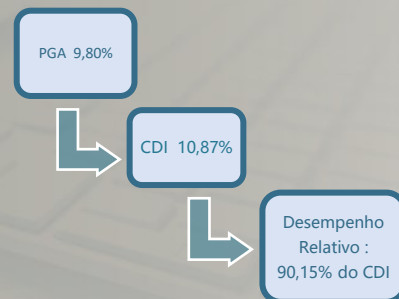 PGA 9,80%
CDI 10,87%
Desempenho
Relativo :
90,15% do CDI